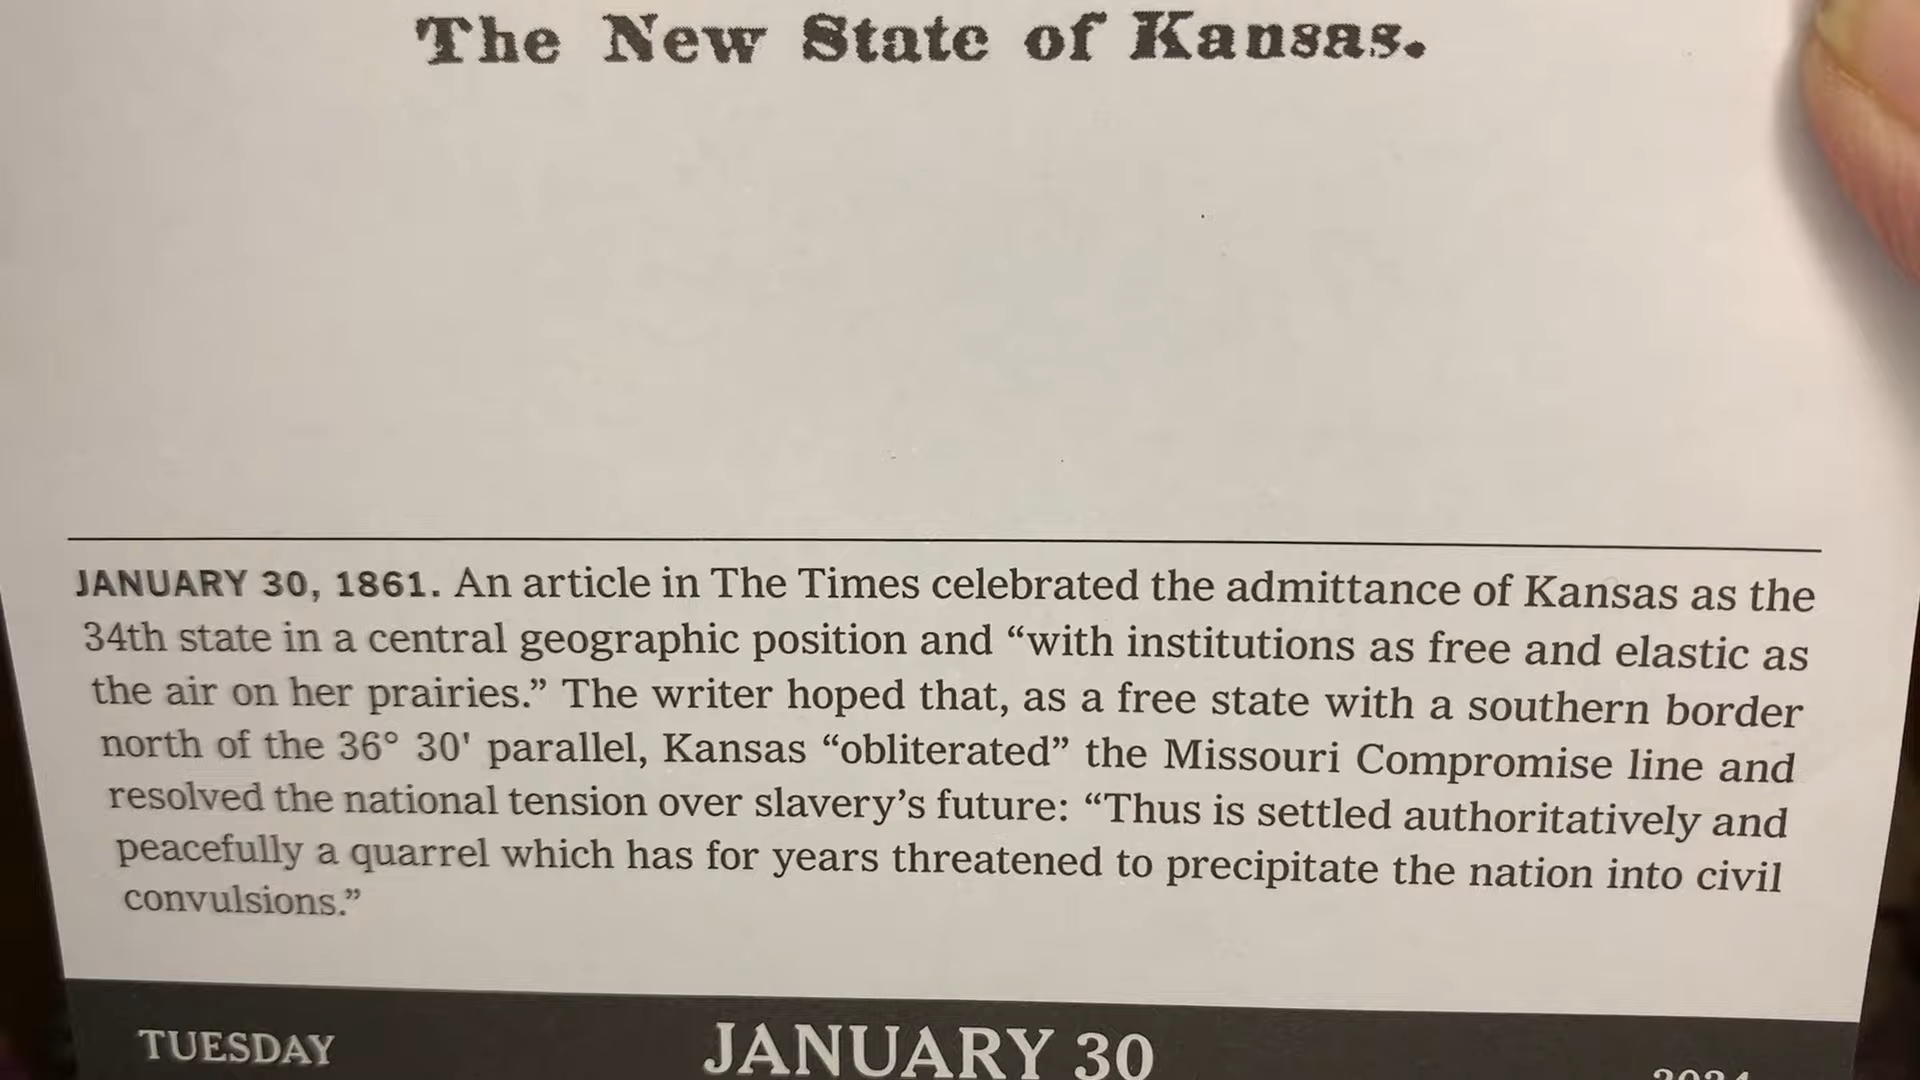 The New State of Kansas.
JANUARY 30, 1861. An article in The Times celebrated the admittance of Kansas as the
34th state in a central geographic position and “with institutions as free and elastic as
the air on her prairies.” The writer hoped that, as a free state with a southern border
north of the 36° 30' parallel, Kansas “obliterated” the Missouri Compromise line and
resolved the national tension over slavery’s future: “Thus is settled authoritatively and
peacefully a quarrel which has for years threatened to precipitate the nation into civil
convulsions.”
TUESDAY JANUARY 30 2024